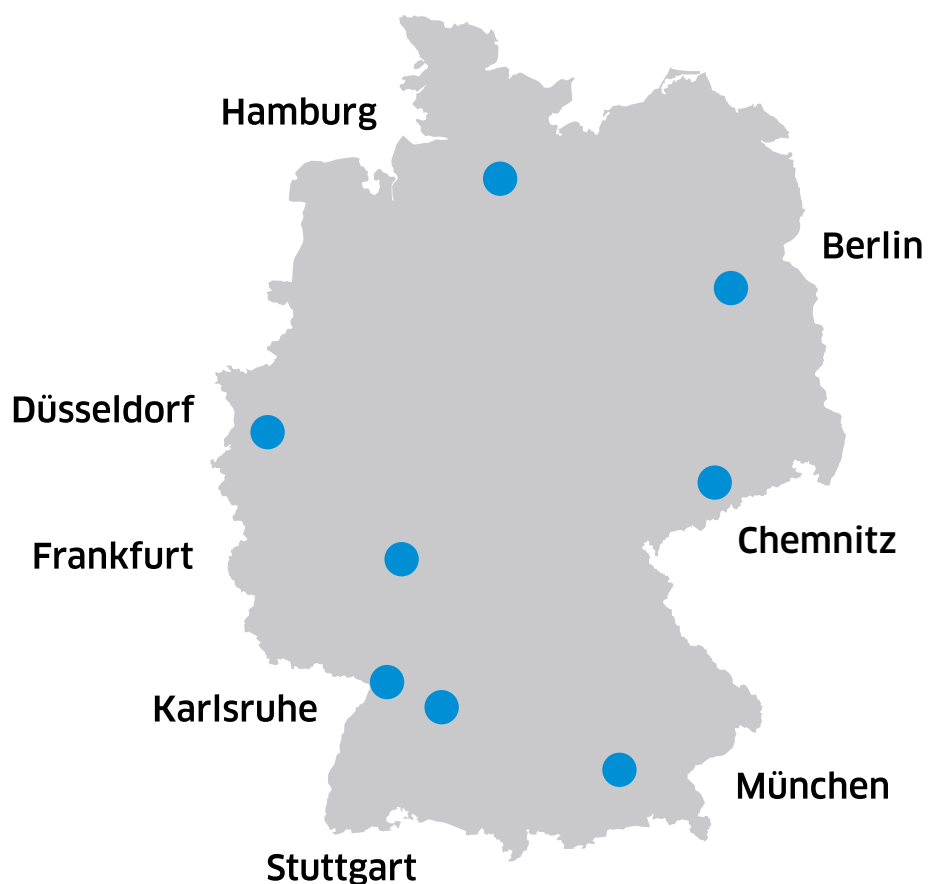 Hamburg
Berlin
Düsseldorf
Chemnitz
Frankfurt
Karlsruhe
München
Stuttgart